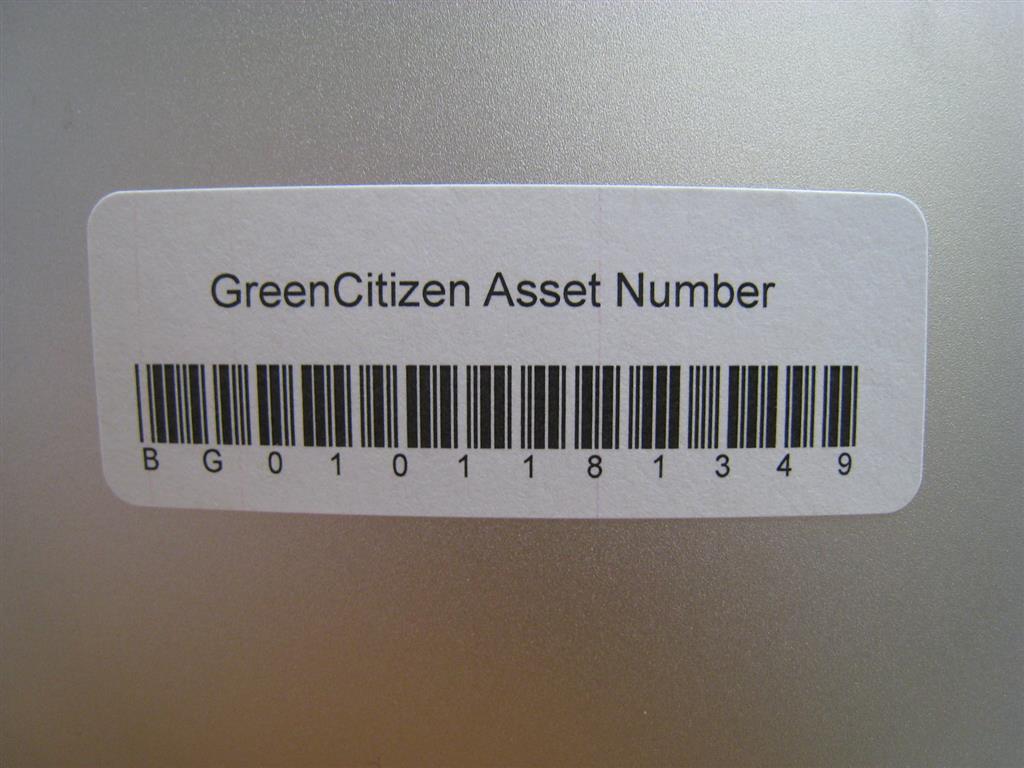 GreenCitizen Asset Number
B G 0 1 0 1 1 8 1 3 4 9